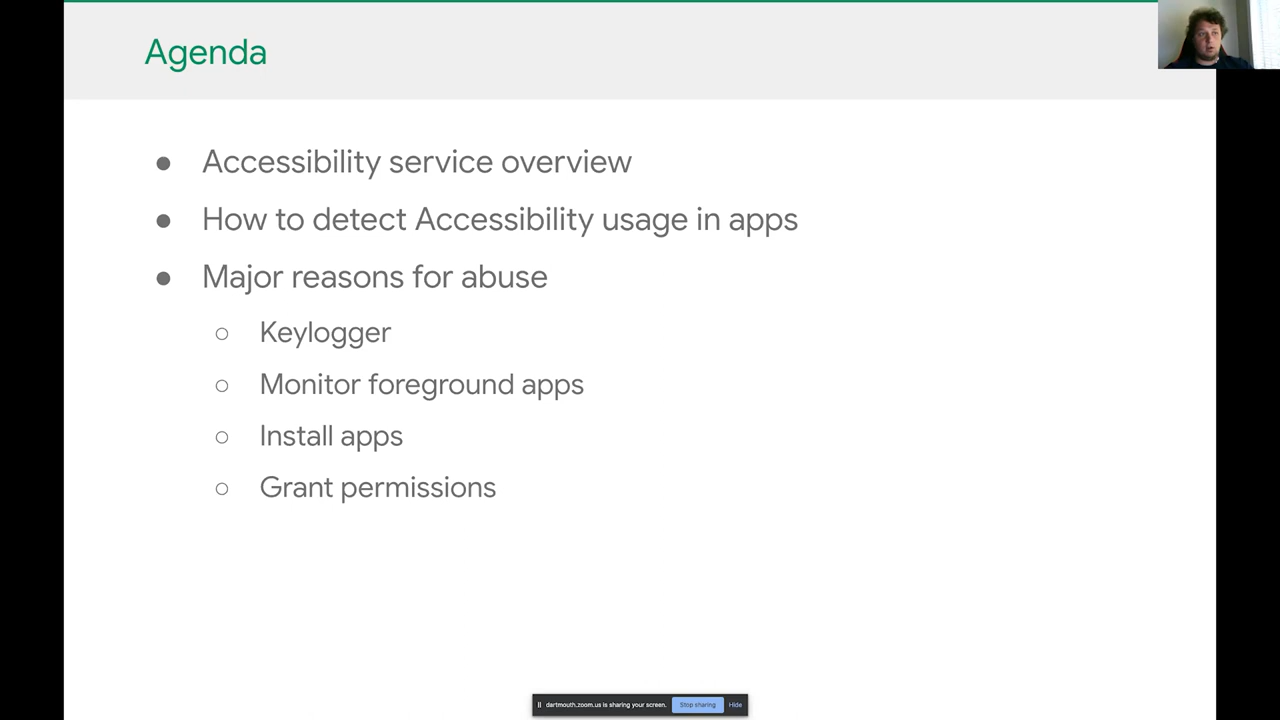 Agenda
● Accessibility service overview
● How to detect Accessibility usage in apps
● Major reasons for abuse
○ Keylogger
○ Monitor foreground apps
○ Install apps
○ Grant permissions
dartmouth.zoom.us is sharing your screen. Stop sharing Hide